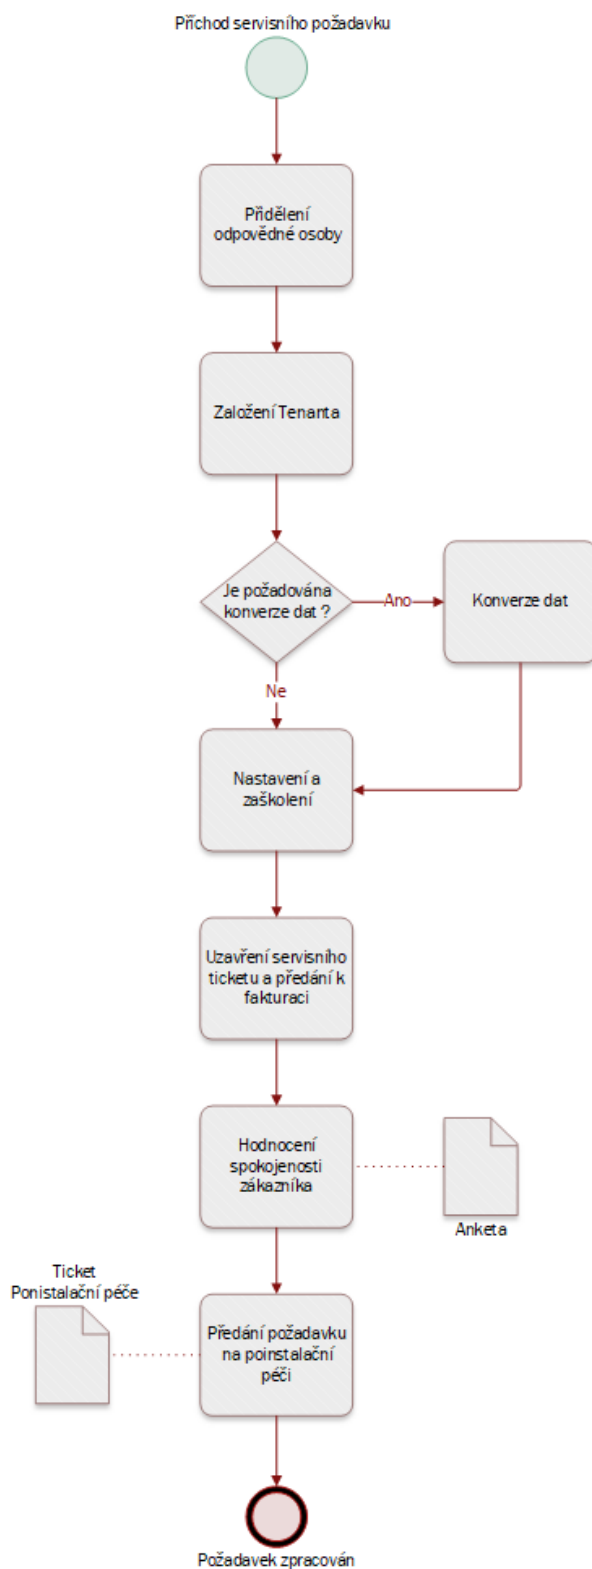 Příchod servisního požadavku
Přidělení
odpovědné osoby
Založení Tenanta
Je požadována
konverze dat ?
Ano
Konverze dat
Ne
Nastavení a
zaškolení
Uzavření servisního
ticketu a předání k
fakturaci
Hodnocení
spokojenosti
zákazníka
Anketa
Ticket
Ponistalační péče
Předání požadavku
na poinstalační
péči
Požadavek zpracován